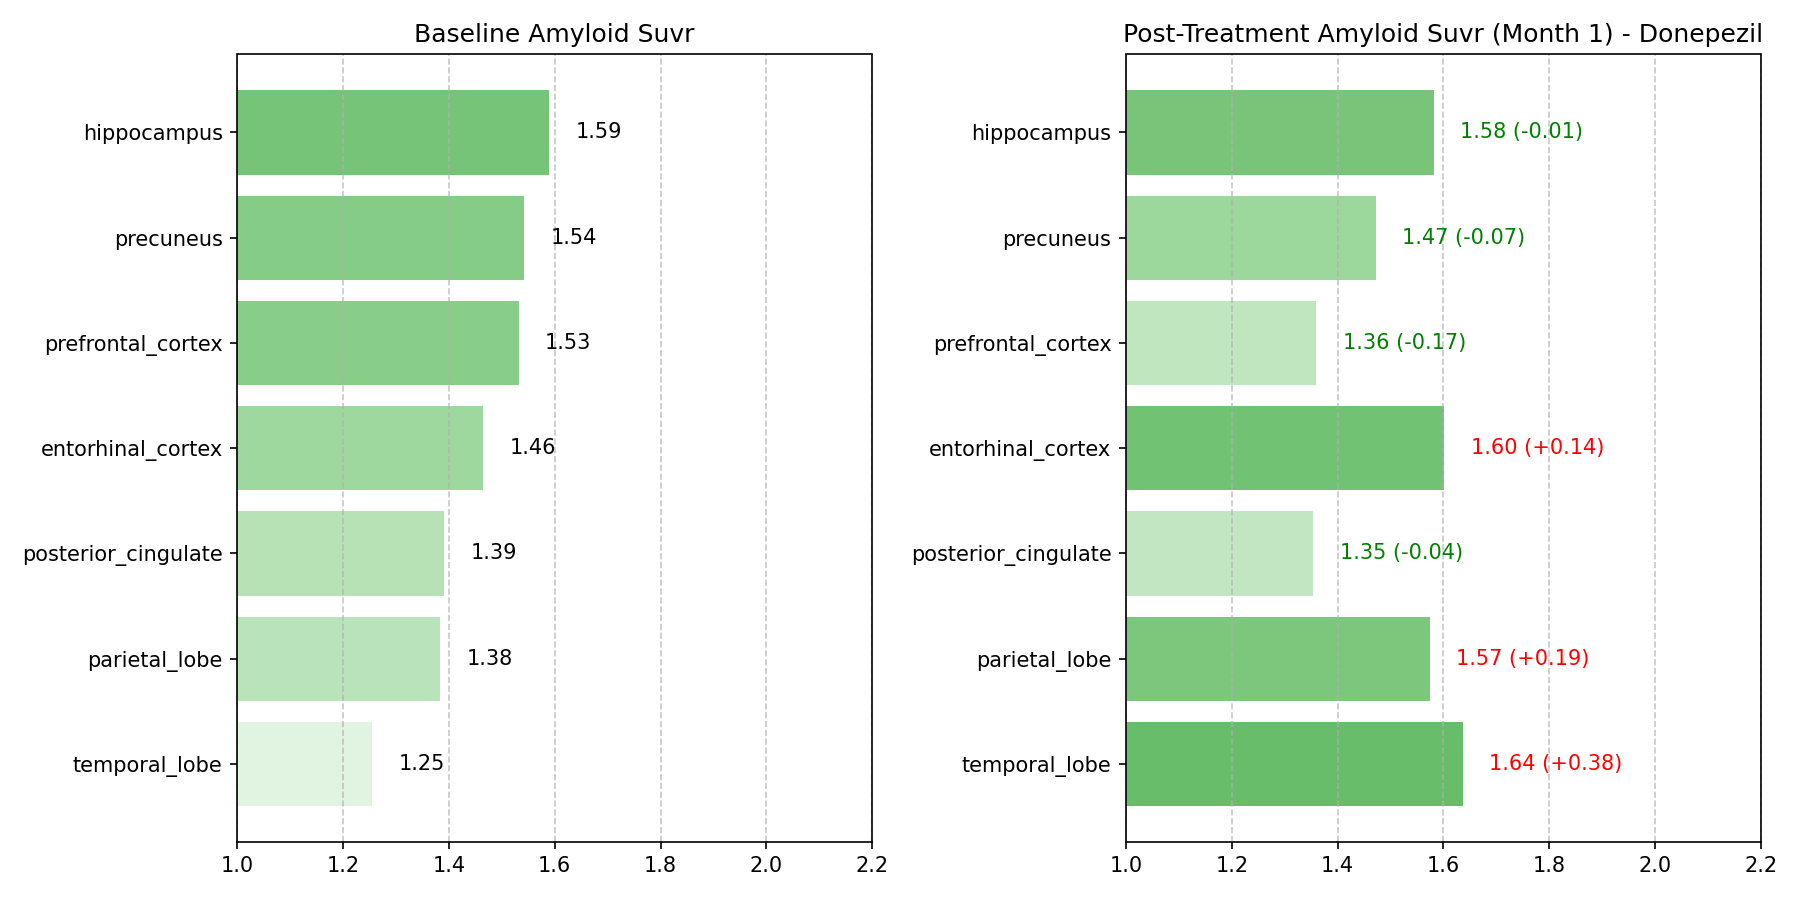 Baseline Amyloid Suvr
hippocampus
1.59
precuneus
1.54
prefrontal_cortex
1.53
entorhinal_cortex
1.46
posterior_cingulate
1.39
parietal_lobe
1.38
temporal_lobe
1.25
1.0 1.2 1.4 1.6 1.8 2.0 2.2
Post-Treatment Amyloid Suvr (Month 1) - Donepezil
hippocampus
1.58 (-0.01)
precuneus
1.47 (-0.07)
prefrontal_cortex
1.36 (-0.17)
entorhinal_cortex
1.60 (+0.14)
posterior_cingulate
1.35 (-0.04)
parietal_lobe
1.57 (+0.19)
temporal_lobe
1.64 (+0.38)
1.0 1.2 1.4 1.6 1.8 2.0 2.2